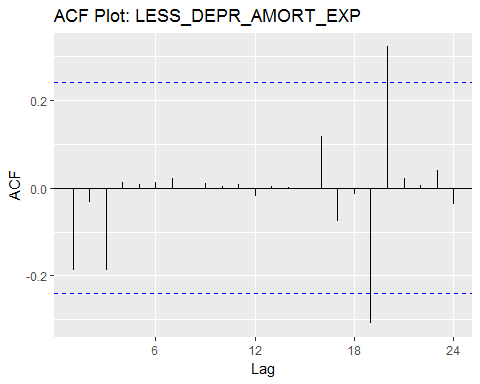 ACF Plot: LESS_DEPR_AMORT_EXP
0.2
0.0
-0.2
ACF
6
12
18
24
Lag